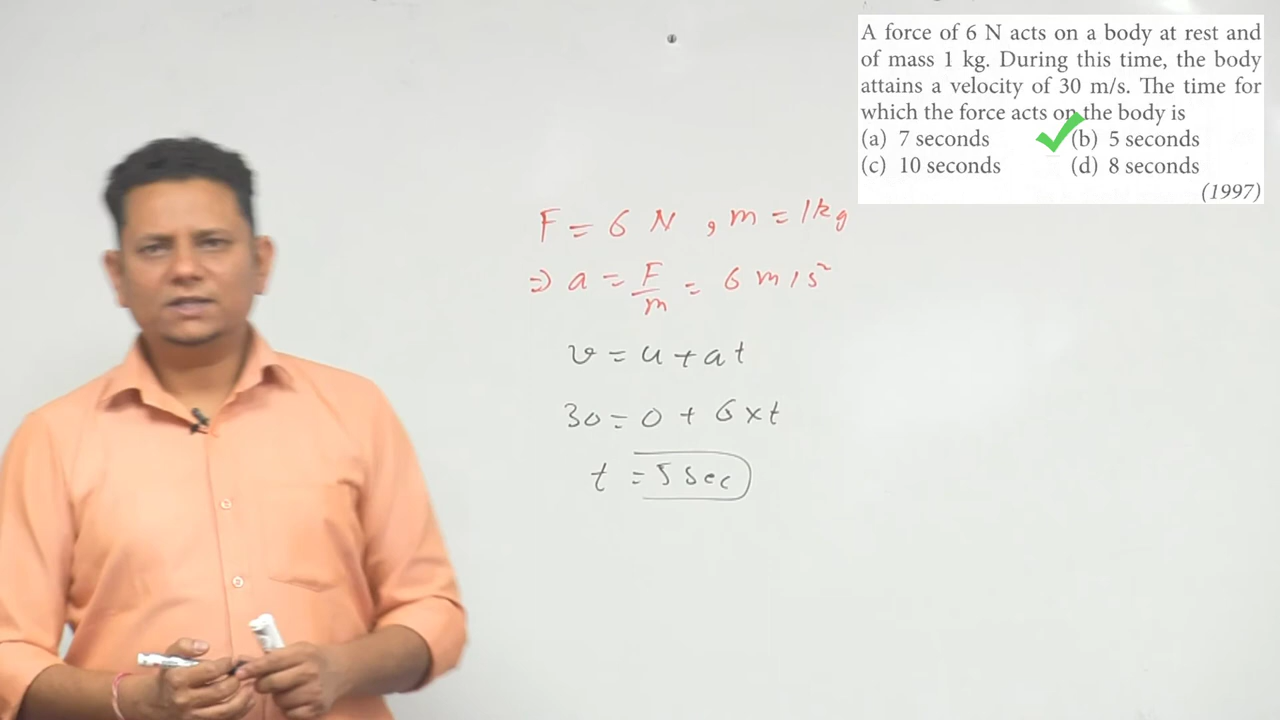 A force of 6 N acts on a body at rest and
of mass 1 kg. During this time, the body
attains a velocity of 30 m/s. The time for
which the force acts on the body is
(a) 7 seconds (b) 5 seconds
(c) 10 seconds (d) 8 seconds
(1997)
F = 6 N , m = 1 kg
=> a = F/m = 6 m/s²
v = u + at
30 = 0 + 6 × t
t = 5 Sec